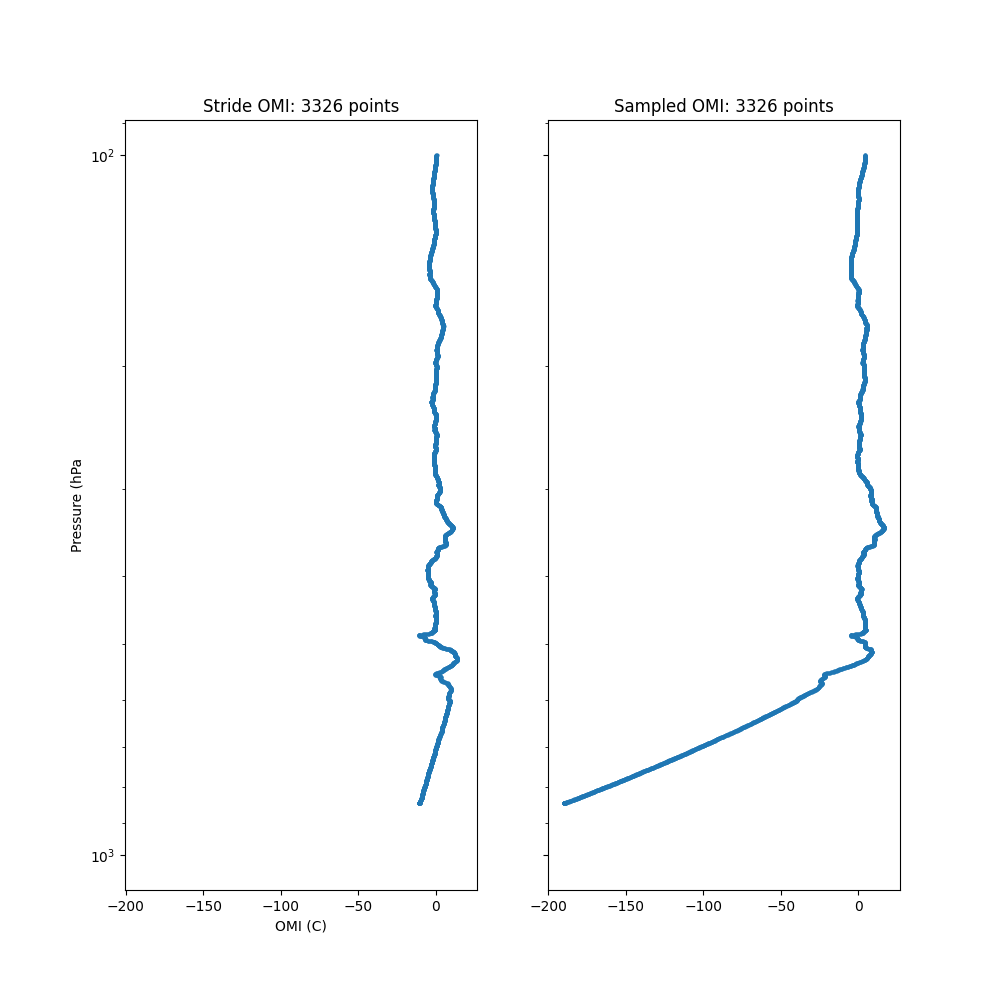 Stride OMI: 3326 points
Sampled OMI: 3326 points
10²
10³
Pressure (hPa
−200 −150 −100 −50 0
−200 −150 −100 −50 0
OMI (C)